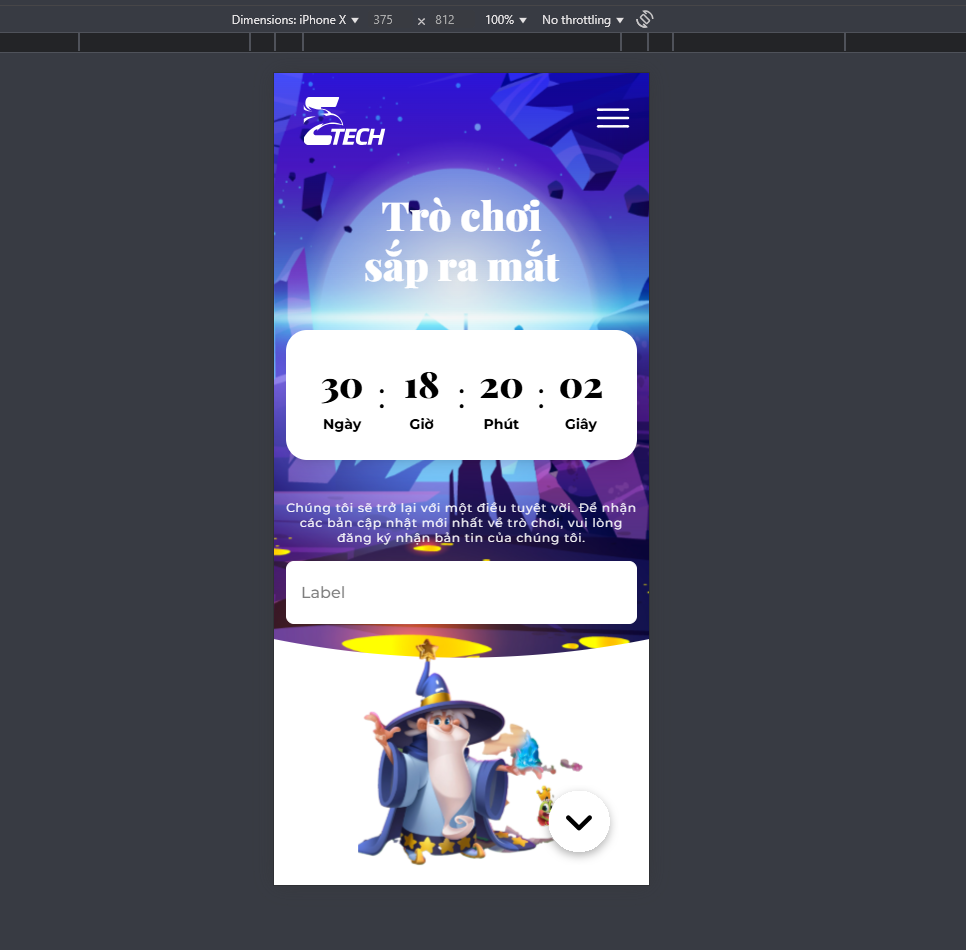 Dimensions: iPhone X 375 × 812 100% No throttling
ZTECH
Trò chơi
sắp ra mắt
30 : 18 : 20 : 02
Ngày Giờ Phút Giây
Chúng tôi sẽ trở lại với một điều tuyệt vời. Để nhận
các bản cập nhật mới nhất về trò chơi, vui lòng
đăng ký nhận bản tin của chúng tôi.
Label